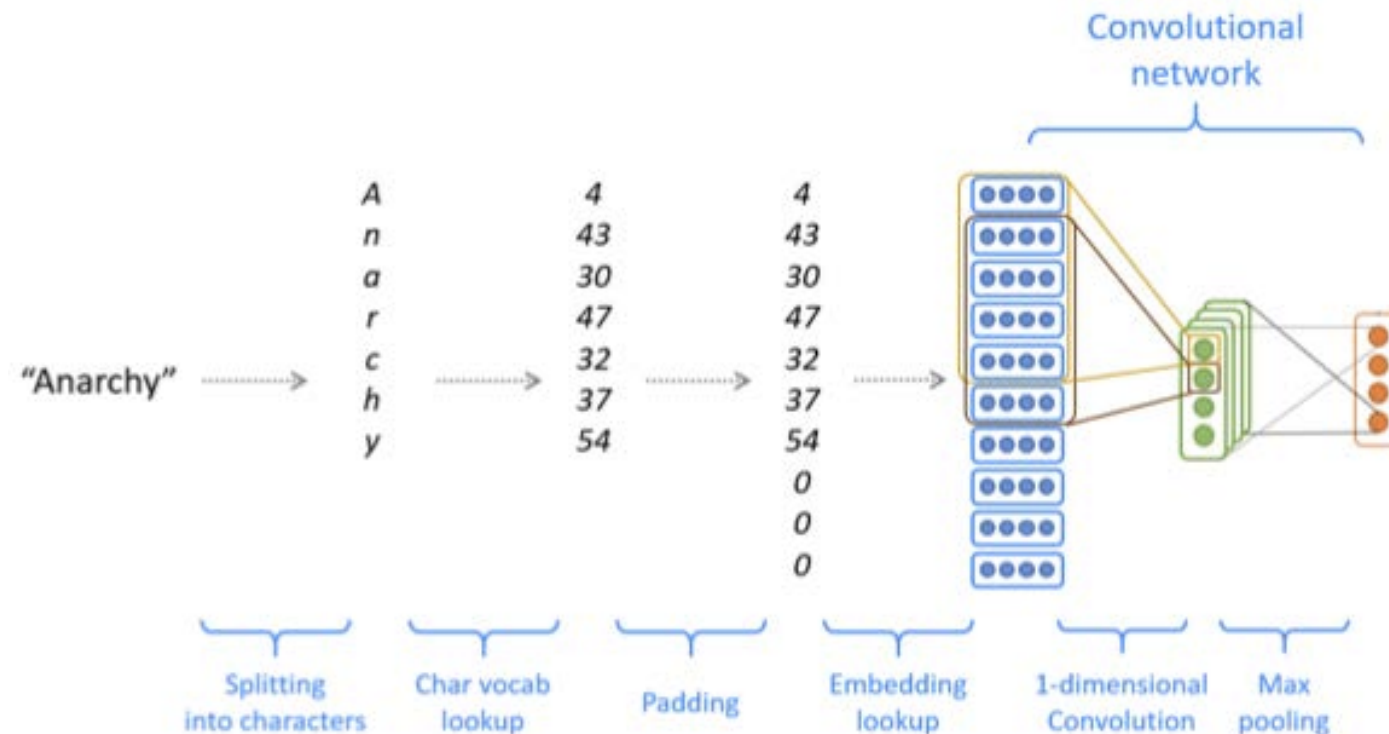 Convolutional
network
A 4 4
n 43 43
a 30 30
r 47 47
c 32 32
"Anarchy"
h 37 37
y 54 54
0
0
0
Splitting
into characters
Char vocab
lookup
Padding
Embedding
lookup
1-dimensional
Convolution
Max
pooling